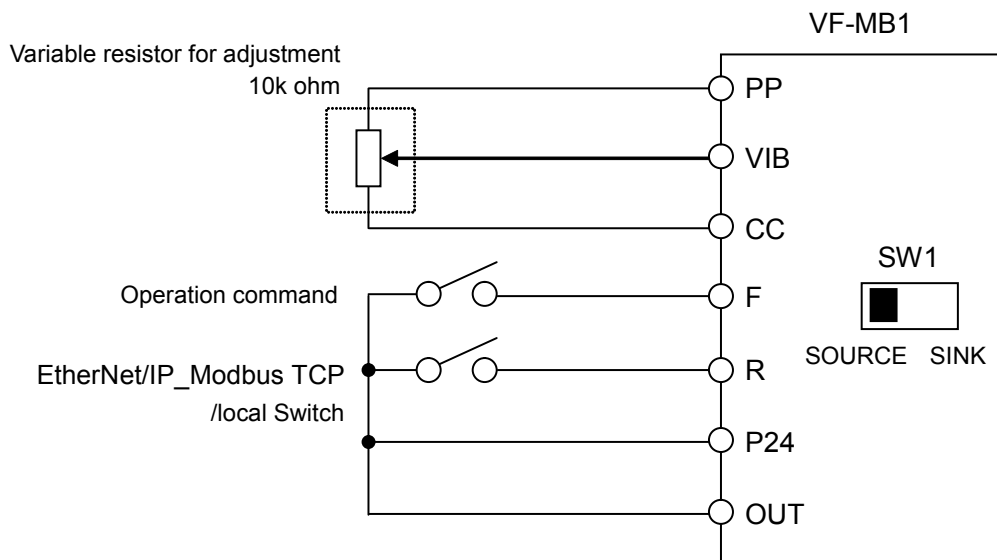 VF-MB1
Variable resistor for adjustment
10k ohm
PP
VIB
CC
SW1
Operation command
F
SOURCE SINK
EtherNet/IP_Modbus TCP
/local Switch
R
P24
OUT